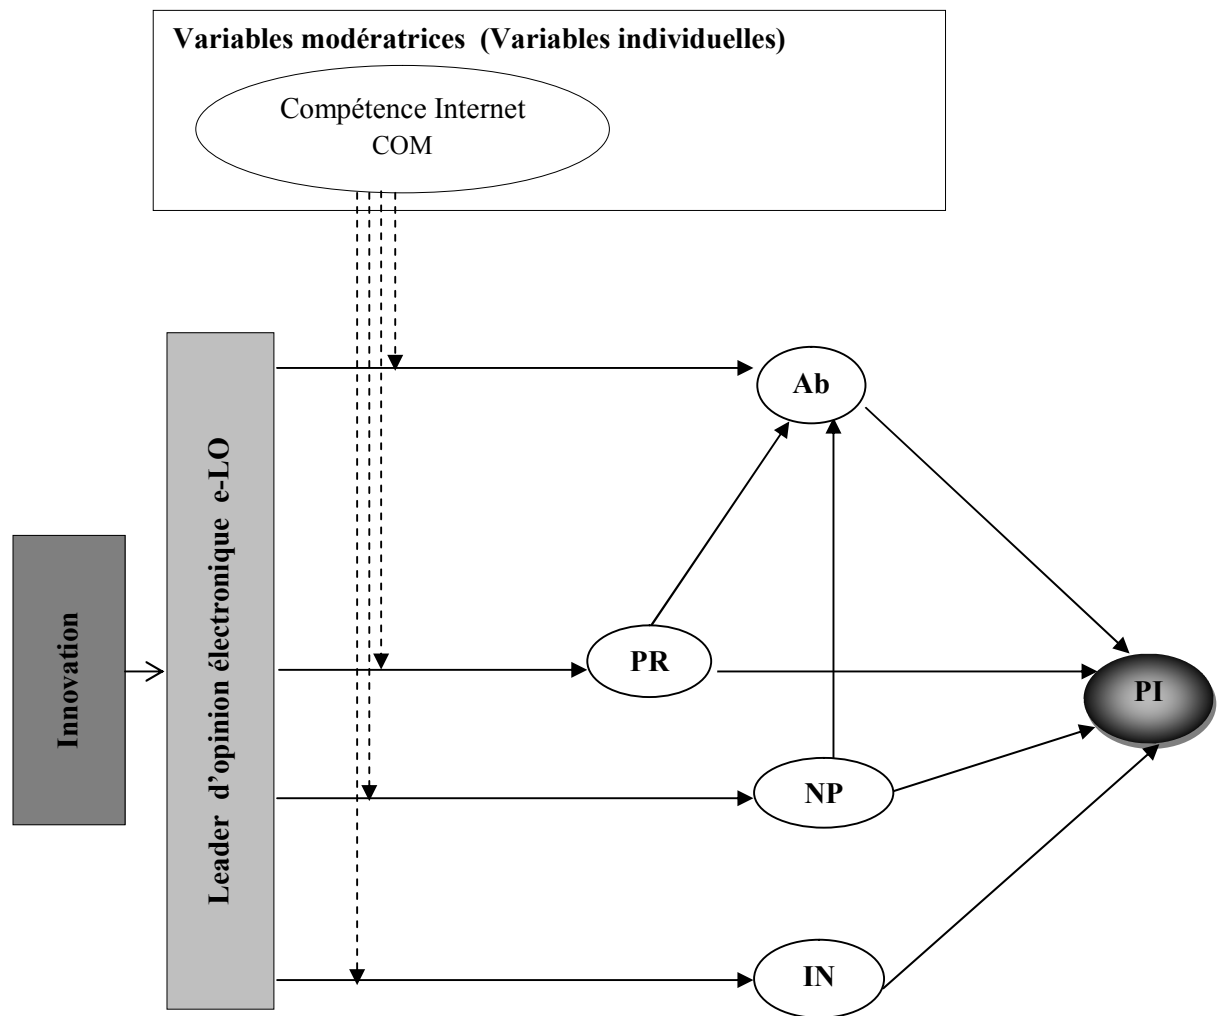 Variables modératrices (Variables individuelles)
Compétence Internet
COM
Ab
Leader d’opinion électronique e-LO
Innovation
PR
PI
NP
IN